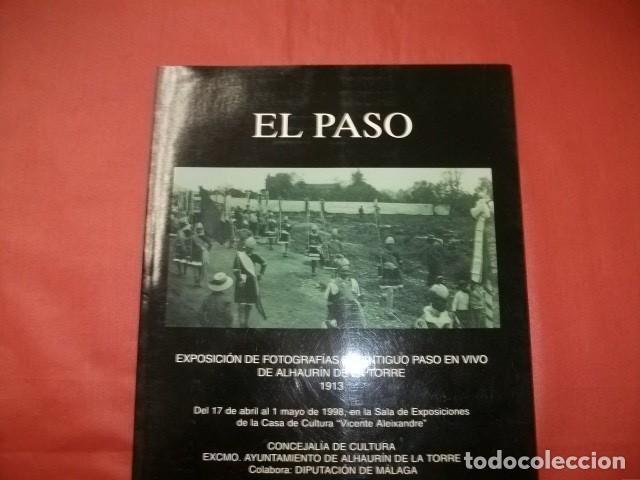 EL PASO
EXPOSICIÓN DE FOTOGRAFÍAS ANTIGUO PASO EN VIVO
DE ALHAURÍN DE LA TORRE
1913
Del 17 de abril al 1 mayo de 1998, en la Sala de Exposiciones
de la Casa de Cultura "Vicente Aleixandre"
CONCEJALÍA DE CULTURA
EXCMO. AYUNTAMIENTO DE ALHAURÍN DE LA TORRE
Colabora: DIPUTACIÓN DE MÁLAGA
todocoleccion